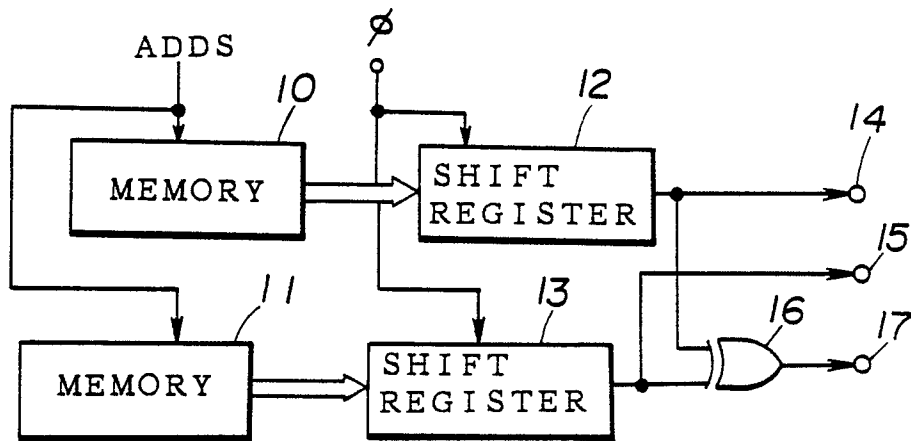 ADDS
ø
10
12
14
MEMORY
SHIFT
REGISTER
15
11
13
16
17
MEMORY
SHIFT
REGISTER